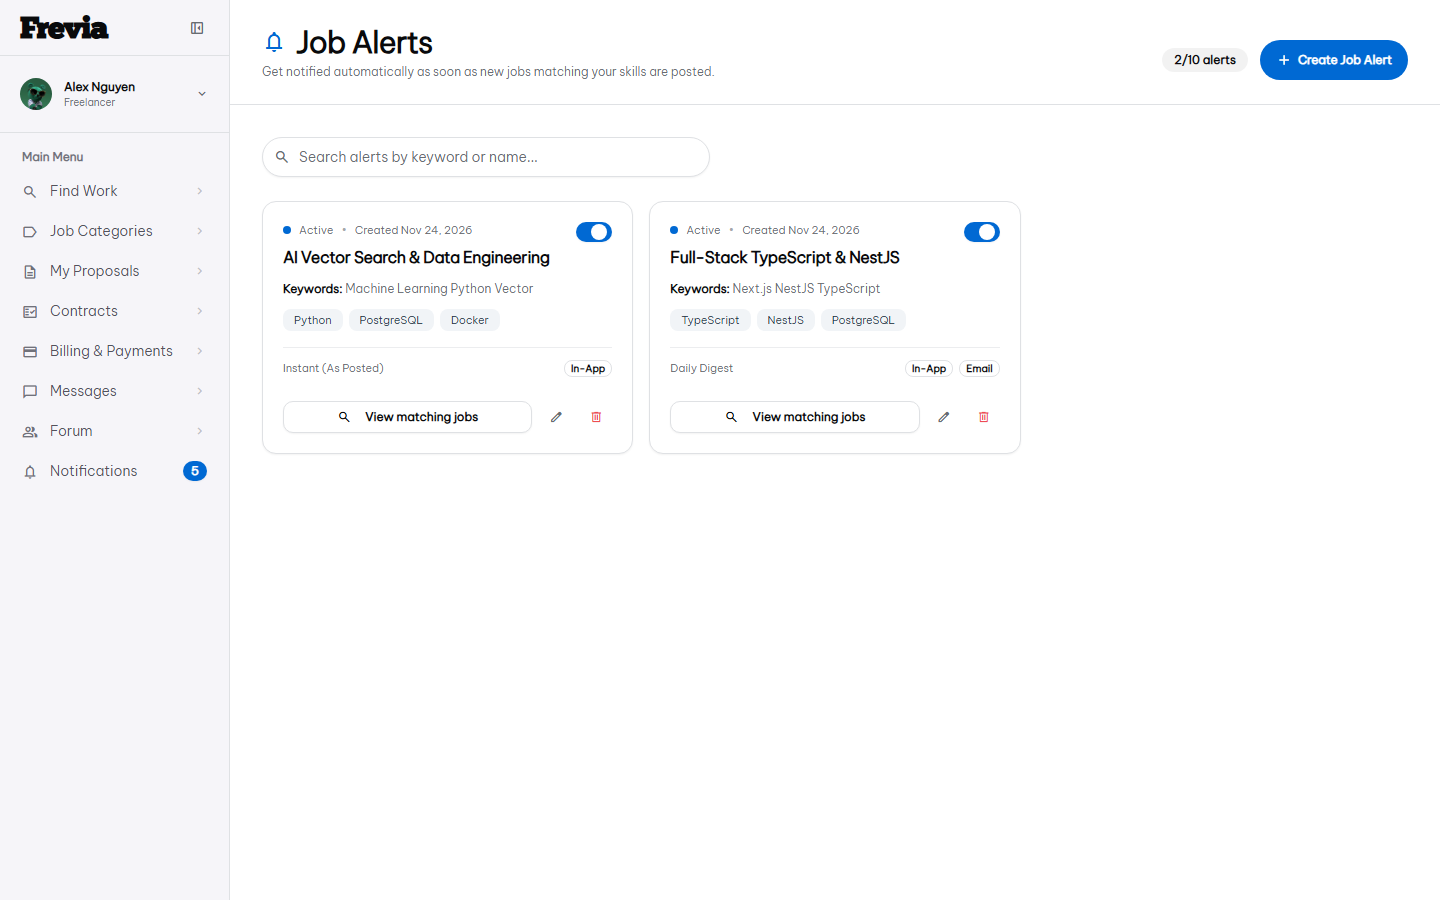 Frevia
Alex Nguyen
Freelancer
Main Menu
Find Work
Job Categories
My Proposals
Contracts
Billing & Payments
Messages
Forum
Notifications
5
Job Alerts
Get notified automatically as soon as new jobs matching your skills are posted.
2/10 alerts
+ Create Job Alert
Search alerts by keyword or name...
Active • Created Nov 24, 2026
AI Vector Search & Data Engineering
Keywords: Machine Learning Python Vector
Python PostgreSQL Docker
Instant (As Posted) In-App
View matching jobs
Active • Created Nov 24, 2026
Full-Stack TypeScript & NestJS
Keywords: Next.js NestJS TypeScript
TypeScript NestJS PostgreSQL
Daily Digest In-App Email
View matching jobs